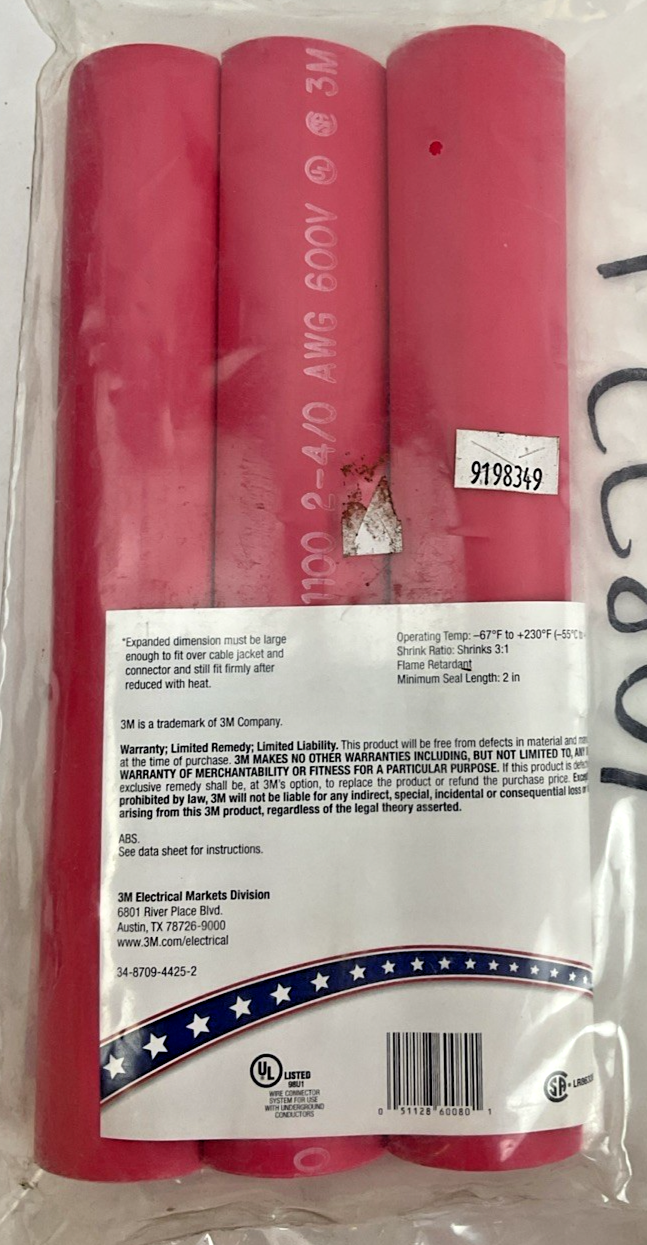 1100 2-4/0 AWG 600V UL SA 3M
9198349
*Expanded dimension must be large
enough to fit over cable jacket and
connector and still fit firmly after
reduced with heat.
Operating Temp: –67°F to +230°F (–55°C
Shrink Ratio: Shrinks 3:1
Flame Retardant
Minimum Seal Length: 2 in
3M is a trademark of 3M Company.
Warranty; Limited Remedy; Limited Liability. This product will be free from defects in material and
at the time of purchase. 3M MAKES NO OTHER WARRANTIES INCLUDING, BUT NOT LIMITED TO, ANY
WARRANTY OF MERCHANTABILITY OR FITNESS FOR A PARTICULAR PURPOSE. If this product is
exclusive remedy shall be, at 3M's option, to replace the product or refund the purchase price.
prohibited by law, 3M will not be liable for any indirect, special, incidental or consequential loss
arising from this 3M product, regardless of the legal theory asserted.
ABS.
See data sheet for instructions.
3M Electrical Markets Division
6801 River Place Blvd.
Austin, TX 78726-9000
www.3M.com/electrical
34-8709-4425-2
UL LISTED
98U1
WIRE CONNECTOR
SYSTEM FOR USE
WITH UNDERGROUND
CONDUCTORS
0 51128 60080 1
SA